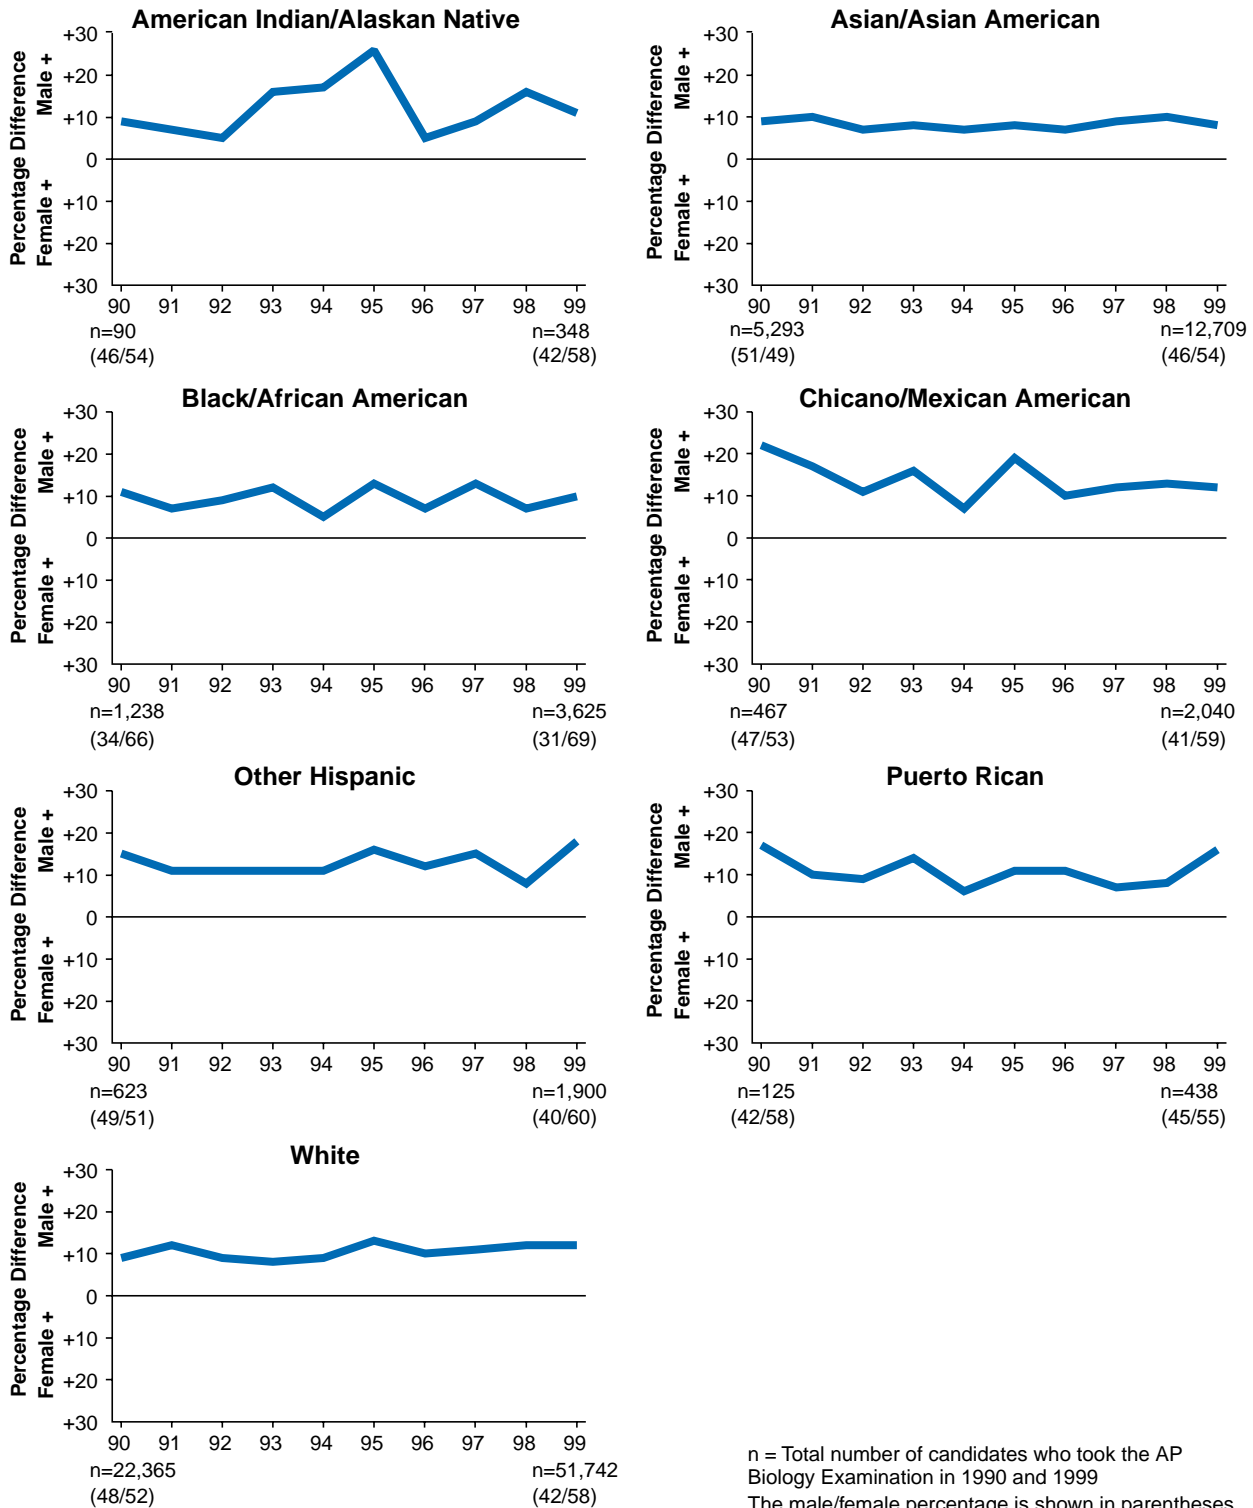 American Indian/Alaskan Native
Percentage Difference
Female + Male +
+30
+20
+10
0
+10
+20
+30
90 91 92 93 94 95 96 97 98 99
n=90 n=348
(46/54) (42/58)
Asian/Asian American
Percentage Difference
Female + Male +
+30
+20
+10
0
+10
+20
+30
90 91 92 93 94 95 96 97 98 99
n=5,293 n=12,709
(51/49) (46/54)
Black/African American
Percentage Difference
Female + Male +
+30
+20
+10
0
+10
+20
+30
90 91 92 93 94 95 96 97 98 99
n=1,238 n=3,625
(34/66) (31/69)
Chicano/Mexican American
Percentage Difference
Female + Male +
+30
+20
+10
0
+10
+20
+30
90 91 92 93 94 95 96 97 98 99
n=467 n=2,040
(47/53) (41/59)
Other Hispanic
Percentage Difference
Female + Male +
+30
+20
+10
0
+10
+20
+30
90 91 92 93 94 95 96 97 98 99
n=623 n=1,900
(49/51) (40/60)
Puerto Rican
Percentage Difference
Female + Male +
+30
+20
+10
0
+10
+20
+30
90 91 92 93 94 95 96 97 98 99
n=125 n=438
(42/58) (45/55)
White
Percentage Difference
Female + Male +
+30
+20
+10
0
+10
+20
+30
90 91 92 93 94 95 96 97 98 99
n=22,365 n=51,742
(48/52) (42/58)
n = Total number of candidates who took the AP
Biology Examination in 1990 and 1999
The male/female percentage is shown in parentheses